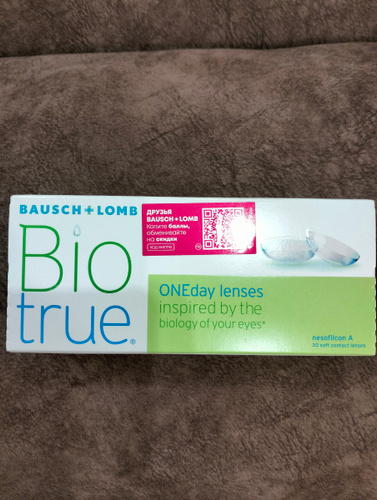 BAUSCH + LOMB
Bio
true®
ДРУЗЬЯ
BAUSCH + LOMB
Копите баллы,
обменивайте
на скидки
ONEday lenses
inspired by the
biology of your eyes*
nesofilcon A
30 soft contact lenses